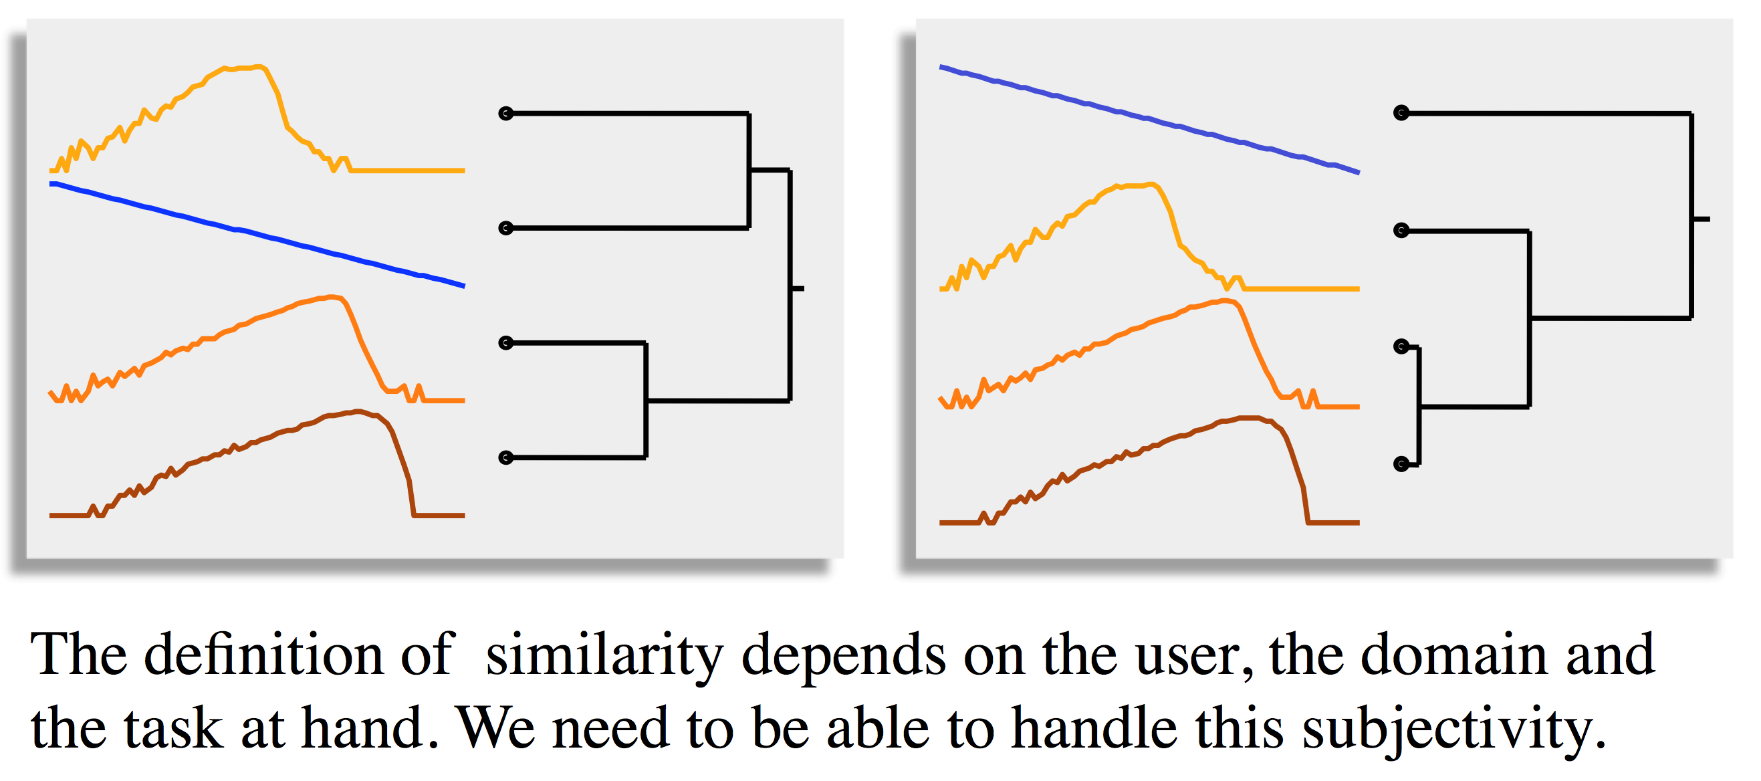 The definition of  similarity depends on the user, the domain and
the task at hand. We need to be able to handle this subjectivity.